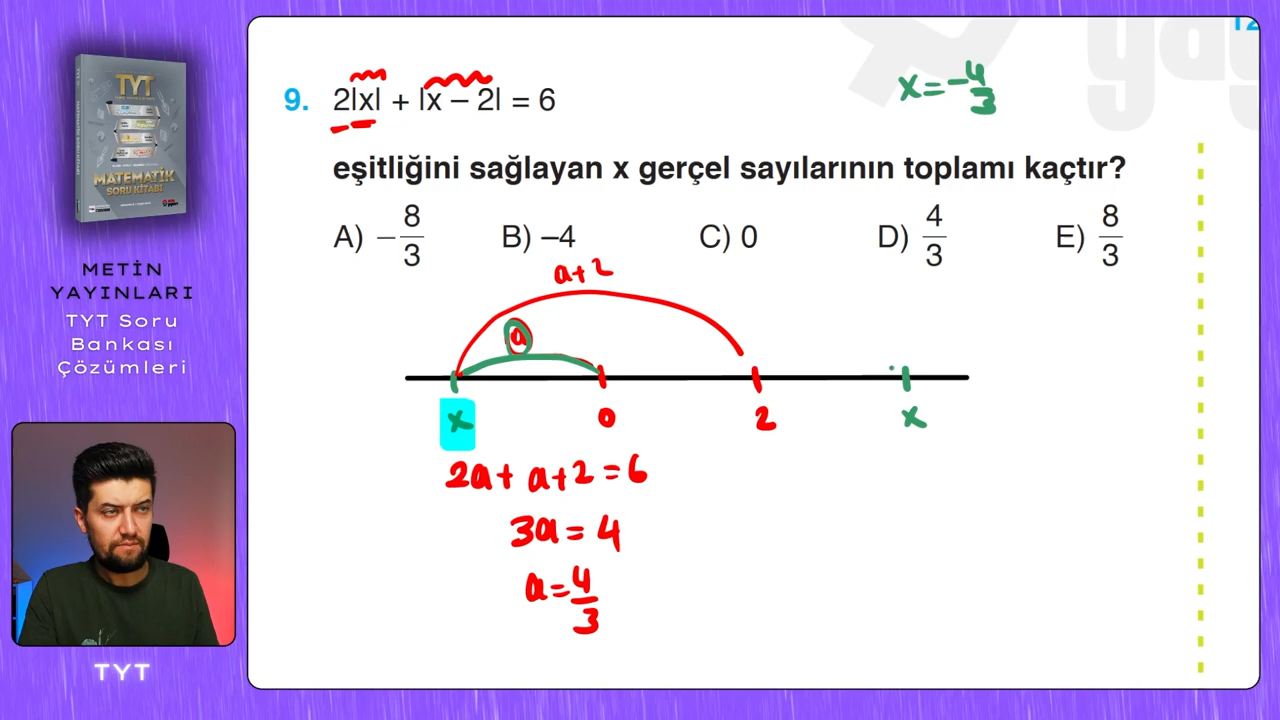 TYT
MATEMATİK
SORU KİTABI
METİN
YAYINLARI
TYT Soru
Bankası
Çözümleri
TYT
12
yay
x = -4/3
9. 2|x| + |x – 2| = 6
eşitliğini sağlayan x gerçel sayılarının toplamı kaçtır?
A) –8/3 B) –4 C) 0 D) 4/3 E) 8/3
a+2
a
x 0 2 x
2a + a+2 = 6
3a = 4
a = 4/3